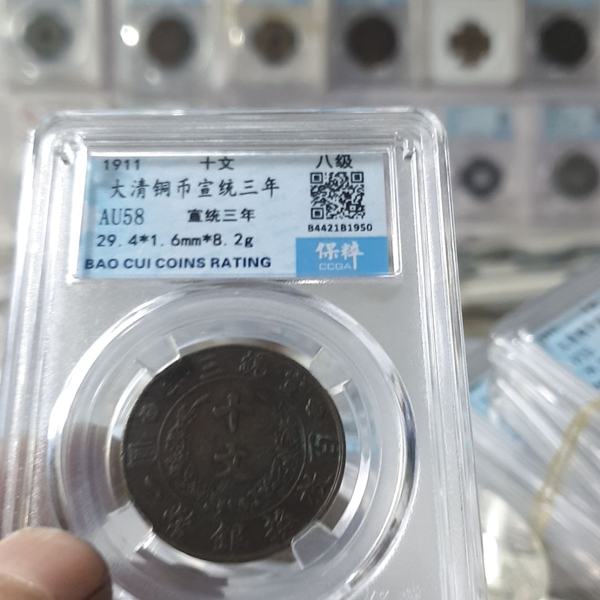 1911 十文 八级
大清铜币宣统三年
AU58 宣统三年
B4421B1950
29.4*1.6mm*8.2g
保粹
CCGA
BAO CUI COINS RATING
十文